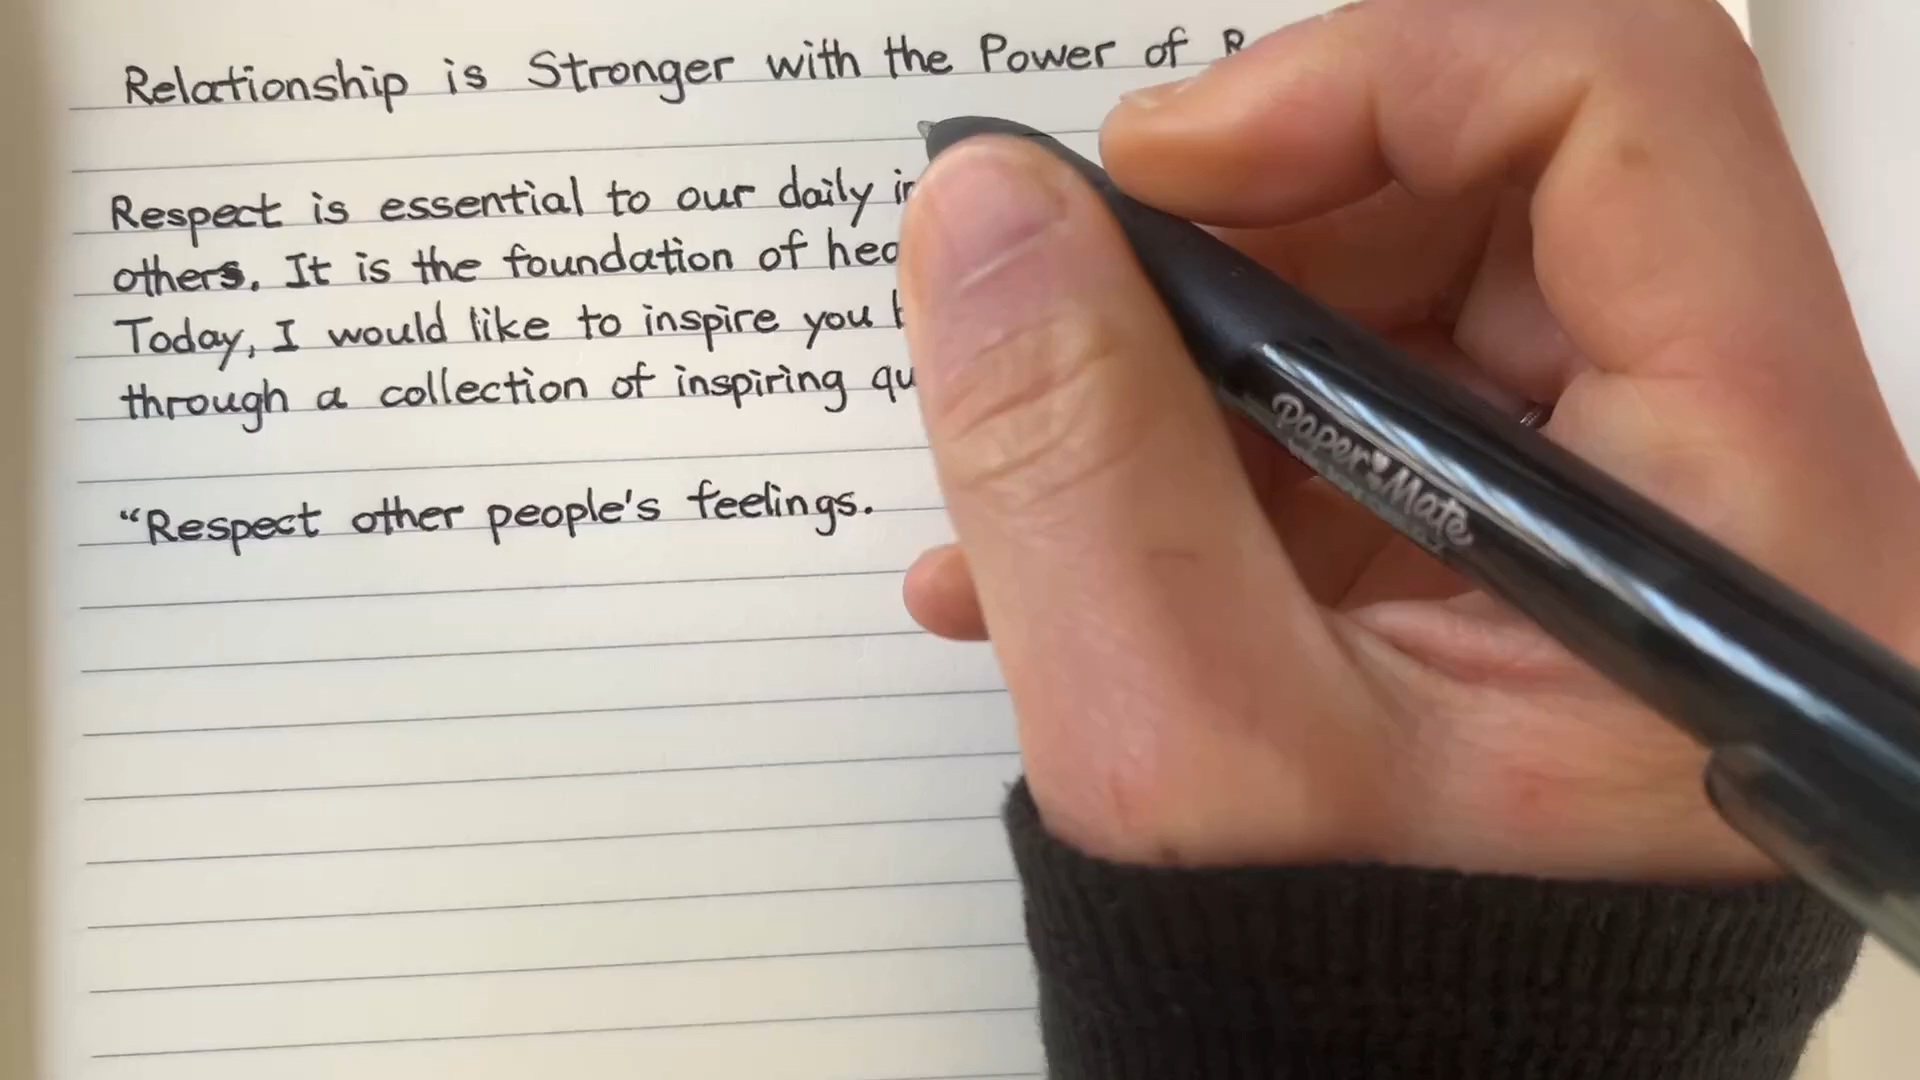 Relationship is Stronger with the Power of
Respect is essential to our daily
others. It is the foundation of
Today, I would like to inspire you
through a collection of inspiring
“Respect other people's feelings.
Paper Mate